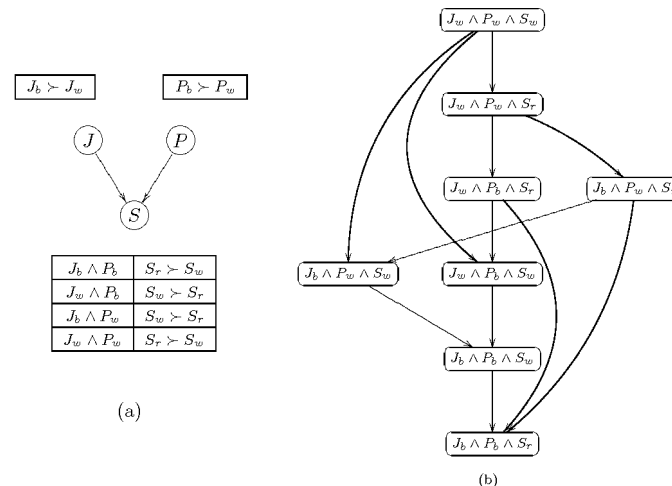 J_b ≻ J_w
P_b ≻ P_w
J
P
S
J_b ∧ P_b S_r ≻ S_w
J_w ∧ P_b S_w ≻ S_r
J_b ∧ P_w S_w ≻ S_r
J_w ∧ P_w S_r ≻ S_w
(a)
J_w ∧ P_w ∧ S_w
J_w ∧ P_w ∧ S_r
J_w ∧ P_b ∧ S_r
J_b ∧ P_w ∧ S
J_b ∧ P_w ∧ S_w
J_w ∧ P_b ∧ S_w
J_b ∧ P_b ∧ S_w
J_b ∧ P_b ∧ S_r
(b)